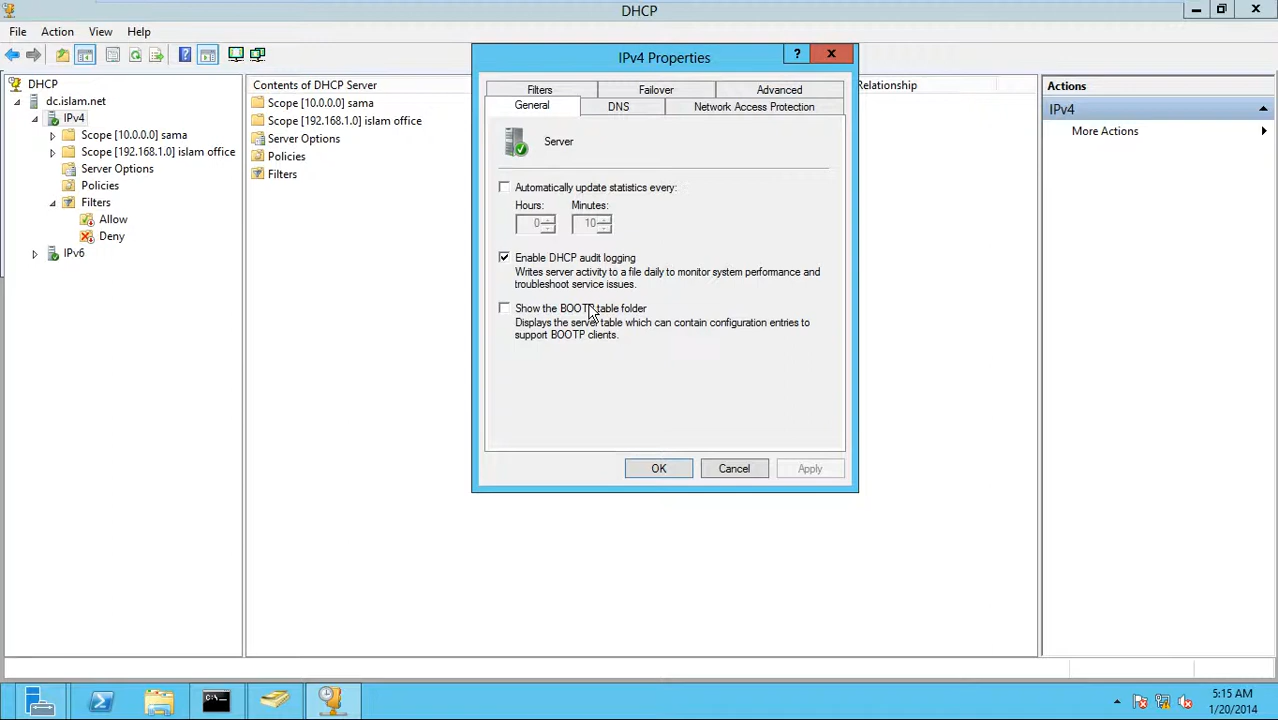 DHCP
File Action View Help
DHCP
dc.islam.net
IPv4
Scope [10.0.0.0] sama
Scope [192.168.1.0] islam office
Server Options
Policies
Filters
Allow
Deny
IPv6
Contents of DHCP Server
Relationship
Scope [10.0.0.0] sama
Scope [192.168.1.0] islam office
Server Options
Policies
Filters
IPv4 Properties
?
Filters Failover Advanced
General DNS Network Access Protection
Server
Automatically update statistics every:
Hours: Minutes:
0 10
Enable DHCP audit logging
Writes server activity to a file daily to monitor system performance and
troubleshoot service issues.
Show the BOOTP table folder
Displays the server table which can contain configuration entries to
support BOOTP clients.
OK Cancel Apply
Actions
IPv4
More Actions
5:15 AM
1/20/2014